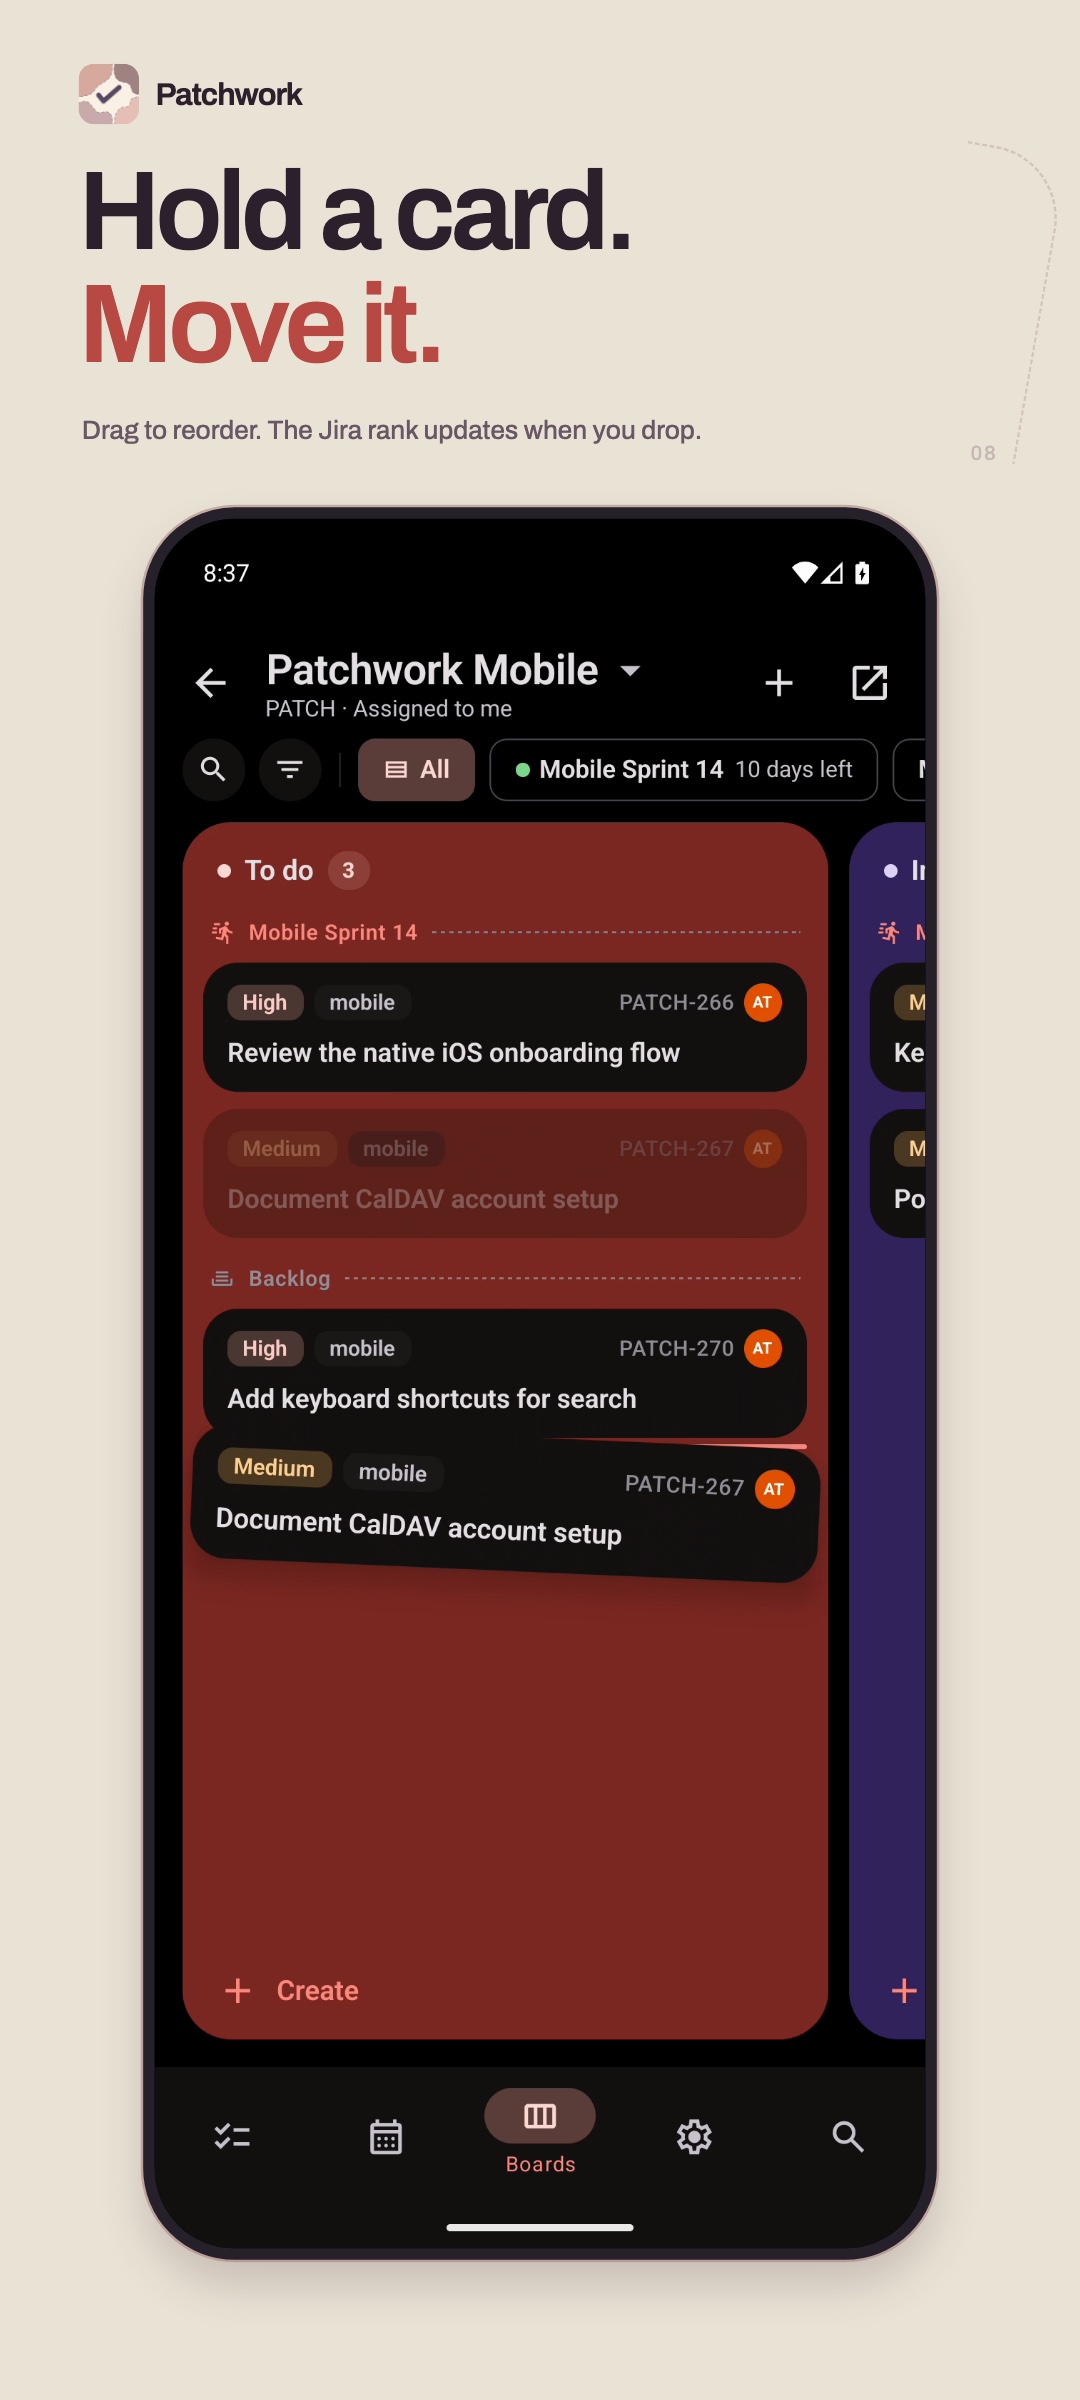 Patchwork
Hold a card.
Move it.
Drag to reorder. The Jira rank updates when you drop.
08
8:37
Patchwork Mobile
PATCH · Assigned to me
All
Mobile Sprint 14 10 days left
To do 3
Mobile Sprint 14
High mobile PATCH-266 AT
Review the native iOS onboarding flow
Medium mobile PATCH-267 AT
Document CalDAV account setup
Backlog
High mobile PATCH-270 AT
Add keyboard shortcuts for search
Medium mobile PATCH-267 AT
Document CalDAV account setup
Ke
Po
Create
Boards